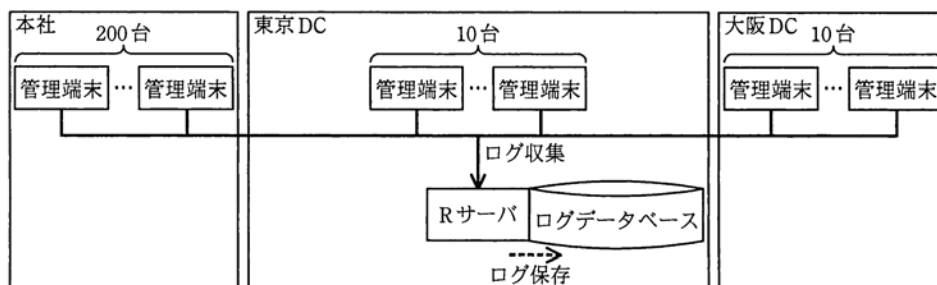 本社
200台
管理端末 … 管理端末
東京DC
10台
管理端末 … 管理端末
大阪DC
10台
管理端末 … 管理端末
ログ収集
Rサーバ
ログデータベース
ログ保存